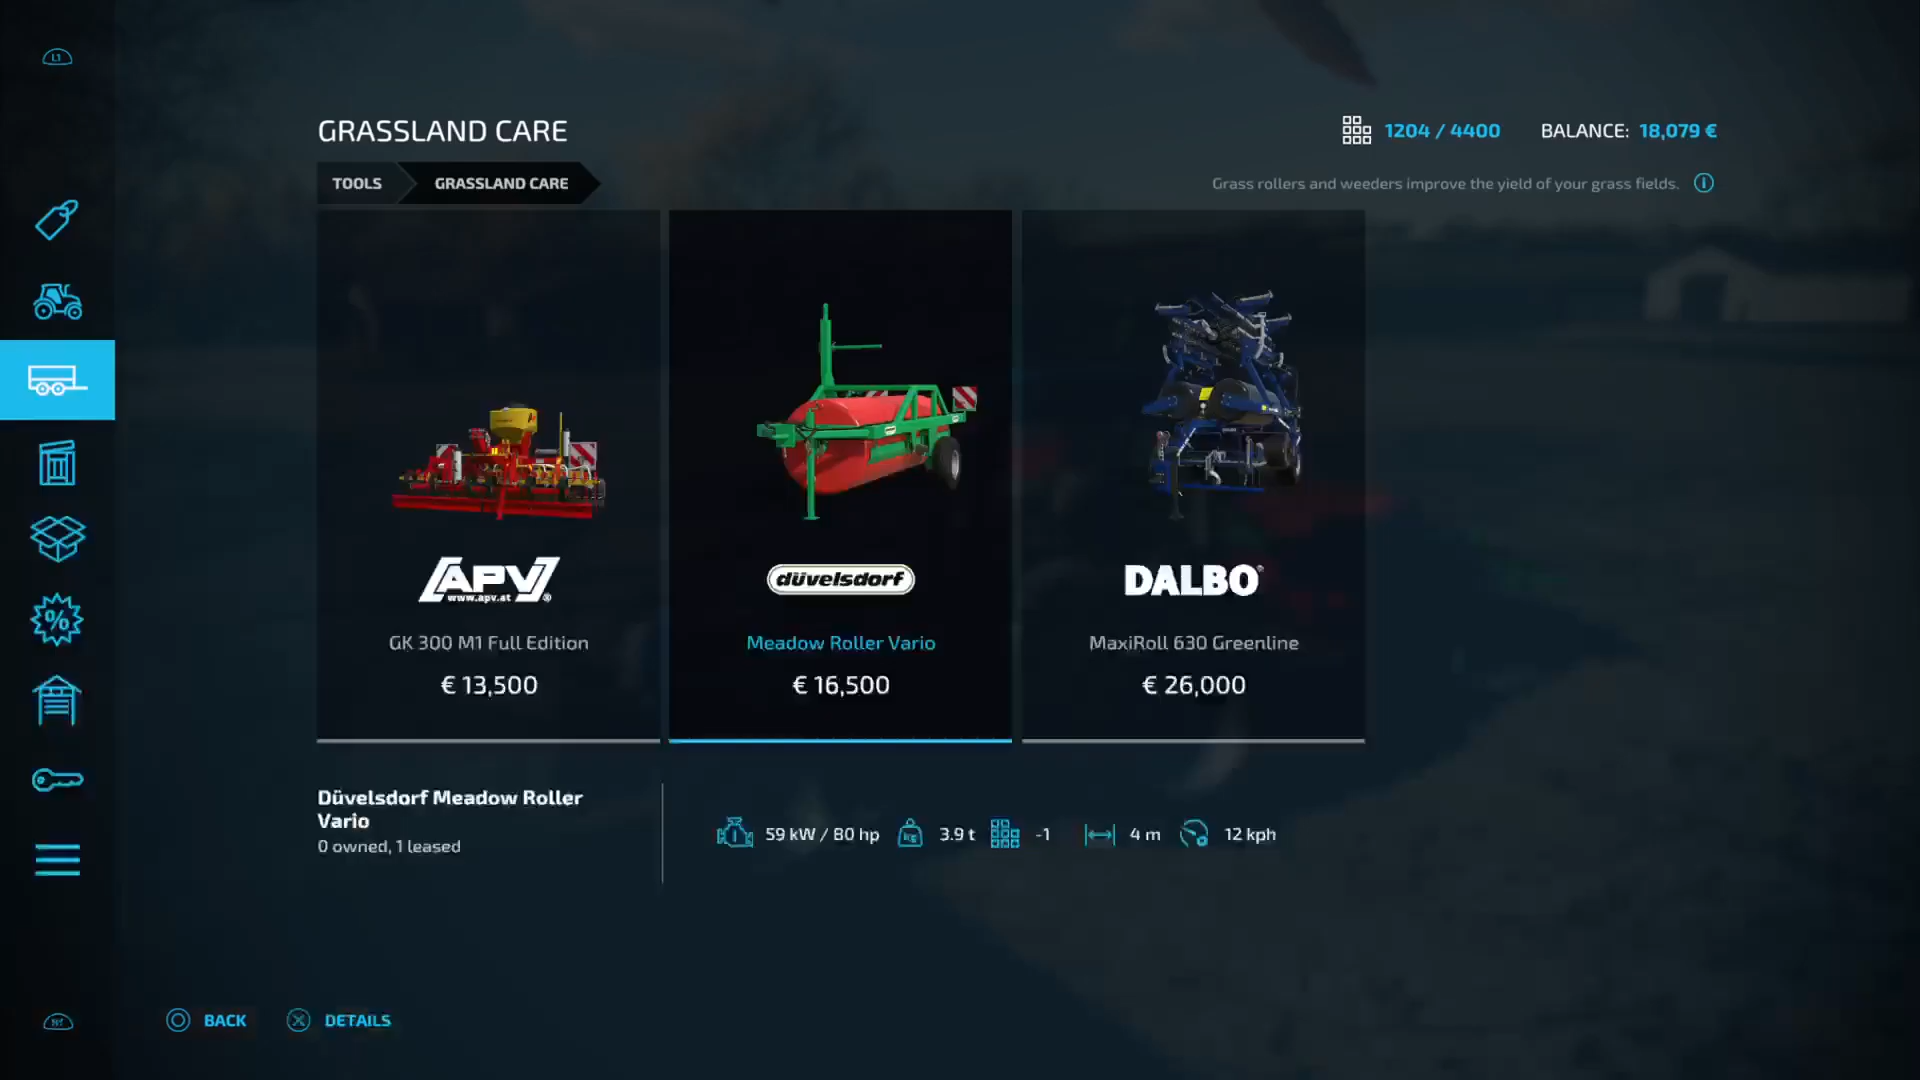 L1
GRASSLAND CARE
1204 / 4400
BALANCE: 18,079 €
TOOLS
GRASSLAND CARE
Grass rollers and weeders improve the yield of your grass fields.
APV
www.apv.at
düvelsdorf
DALBO
GK 300 M1 Full Edition
Meadow Roller Vario
MaxiRoll 630 Greenline
€ 13,500
€ 16,500
€ 26,000
Düvelsdorf Meadow Roller
Vario
0 owned, 1 leased
59 kW / 80 hp
kg
3.9 t
-1
4 m
12 kph
BACK
DETAILS